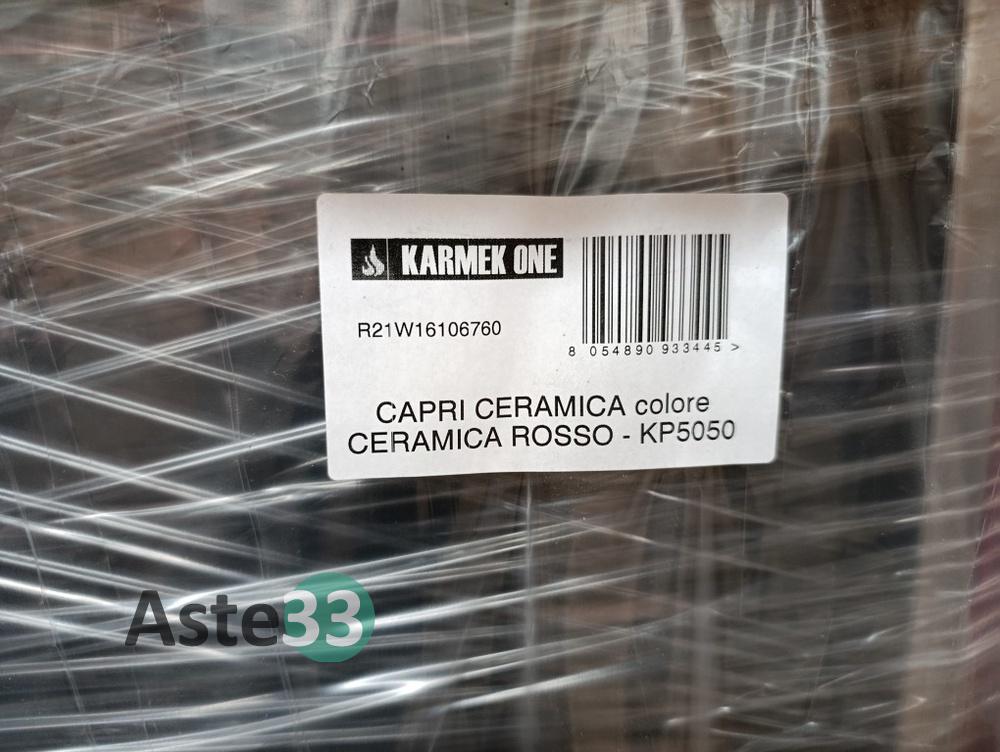 KARMEK ONE
R21W16106760
8 054890 933445 >
CAPRI CERAMICA colore
CERAMICA ROSSO - KP5050
Aste33